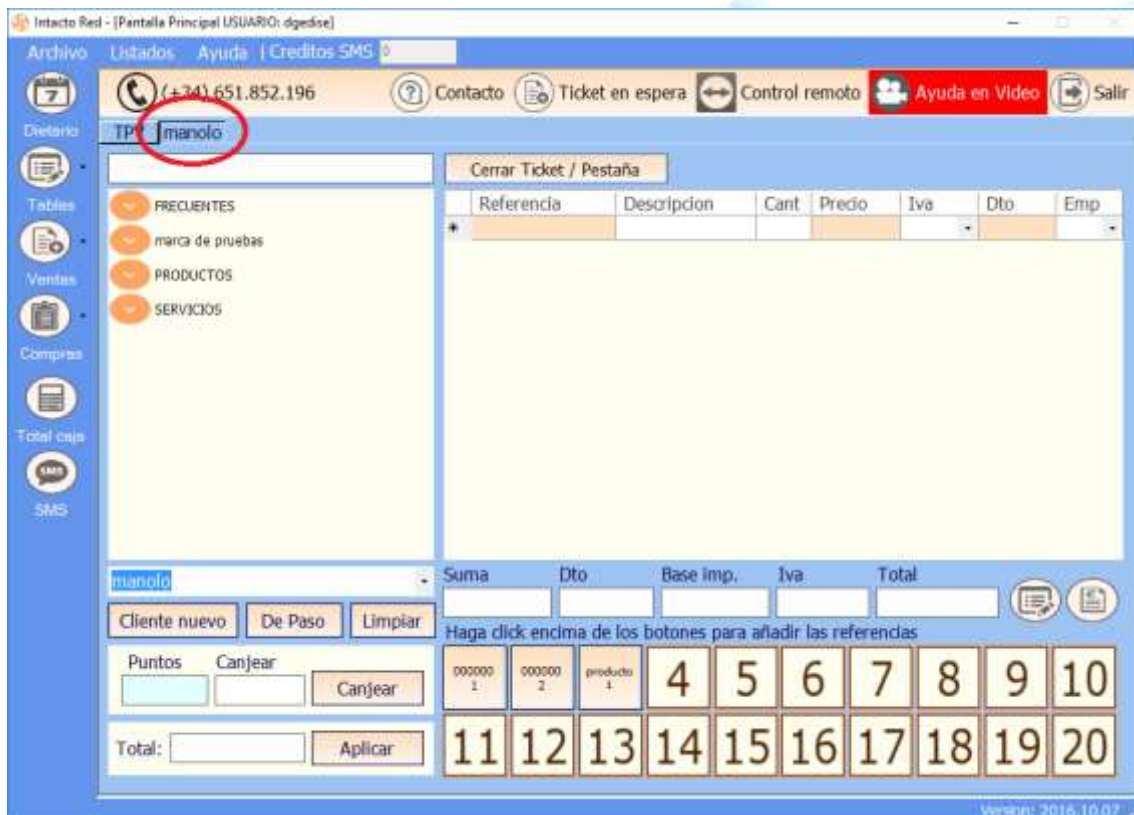 Intacto Red - [Pantalla Principal USUARIO: dgedise]
Archivo Listados Ayuda | Creditos SMS 0
7 (+34) 651.852.196 ? Contacto Ticket en espera Control remoto Ayuda en Video Salir
Dietario
TPV manolo
Cerrar Ticket / Pestaña
Tables
FRECUENTES
marca de pruebas
PRODUCTOS
SERVICIOS
Referencia Descripcion Cant Precio Iva Dto Emp
*
Ventas
Compras
Total caja
SMS
SMS
manolo
Suma Dto Base imp. Iva Total
Cliente nuevo De Paso Limpiar
Haga click encima de los botones para añadir las referencias
Puntos Canjear
Canjear
000000 1 000000 2 producto 1 4 5 6 7 8 9 10
Total: Aplicar
11 12 13 14 15 16 17 18 19 20
Version: 2016.10.07